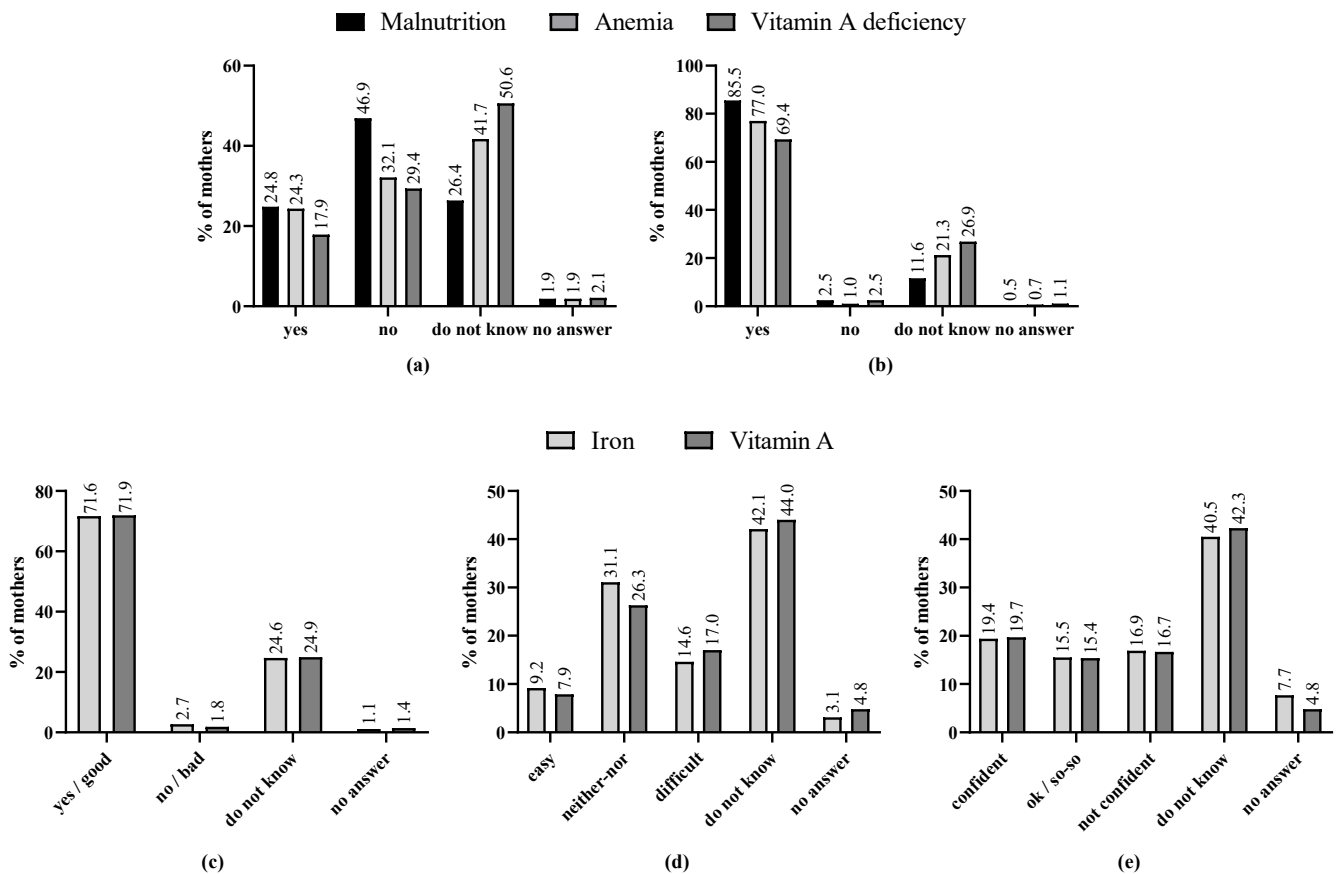 Malnutrition Anemia Vitamin A deficiency
% of mothers
60
40
20
0
24.8 24.3 17.9
46.9 32.1 29.4
26.4 41.7 50.6
1.9 1.9 2.1
yes no do not know no answer
(a)
% of mothers
100
80
60
40
20
0
85.5 77.0 69.4
2.5 1.0 2.5
11.6 21.3 26.9
0.5 0.7 1.1
yes no do not know no answer
(b)
Iron Vitamin A
% of mothers
80
60
40
20
0
71.6 71.9
2.7 1.8
24.6 24.9
1.1 1.4
yes / good
no / bad
do not know
no answer
(c)
% of mothers
50
40
30
20
10
0
9.2 7.9
31.1 26.3
14.6 17.0
42.1 44.0
3.1 4.8
easy
neither-nor
difficult
do not know
no answer
(d)
% of mothers
50
40
30
20
10
0
19.4 19.7
15.5 15.4
16.9 16.7
40.5 42.3
7.7 4.8
confident
ok / so-so
not confident
do not know
no answer
(e)